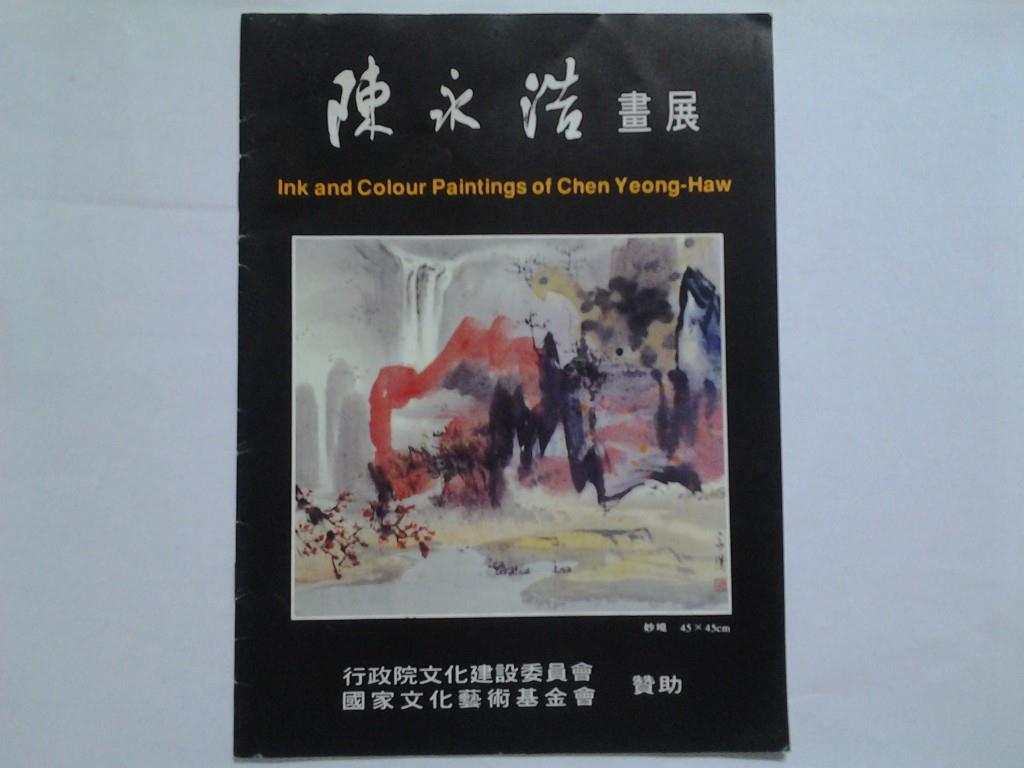 陳永浩 畫展
Ink and Colour Paintings of Chen Yeong-Haw
妙境 45×45cm
行政院文化建設委員會
國家文化藝術基金會
贊助